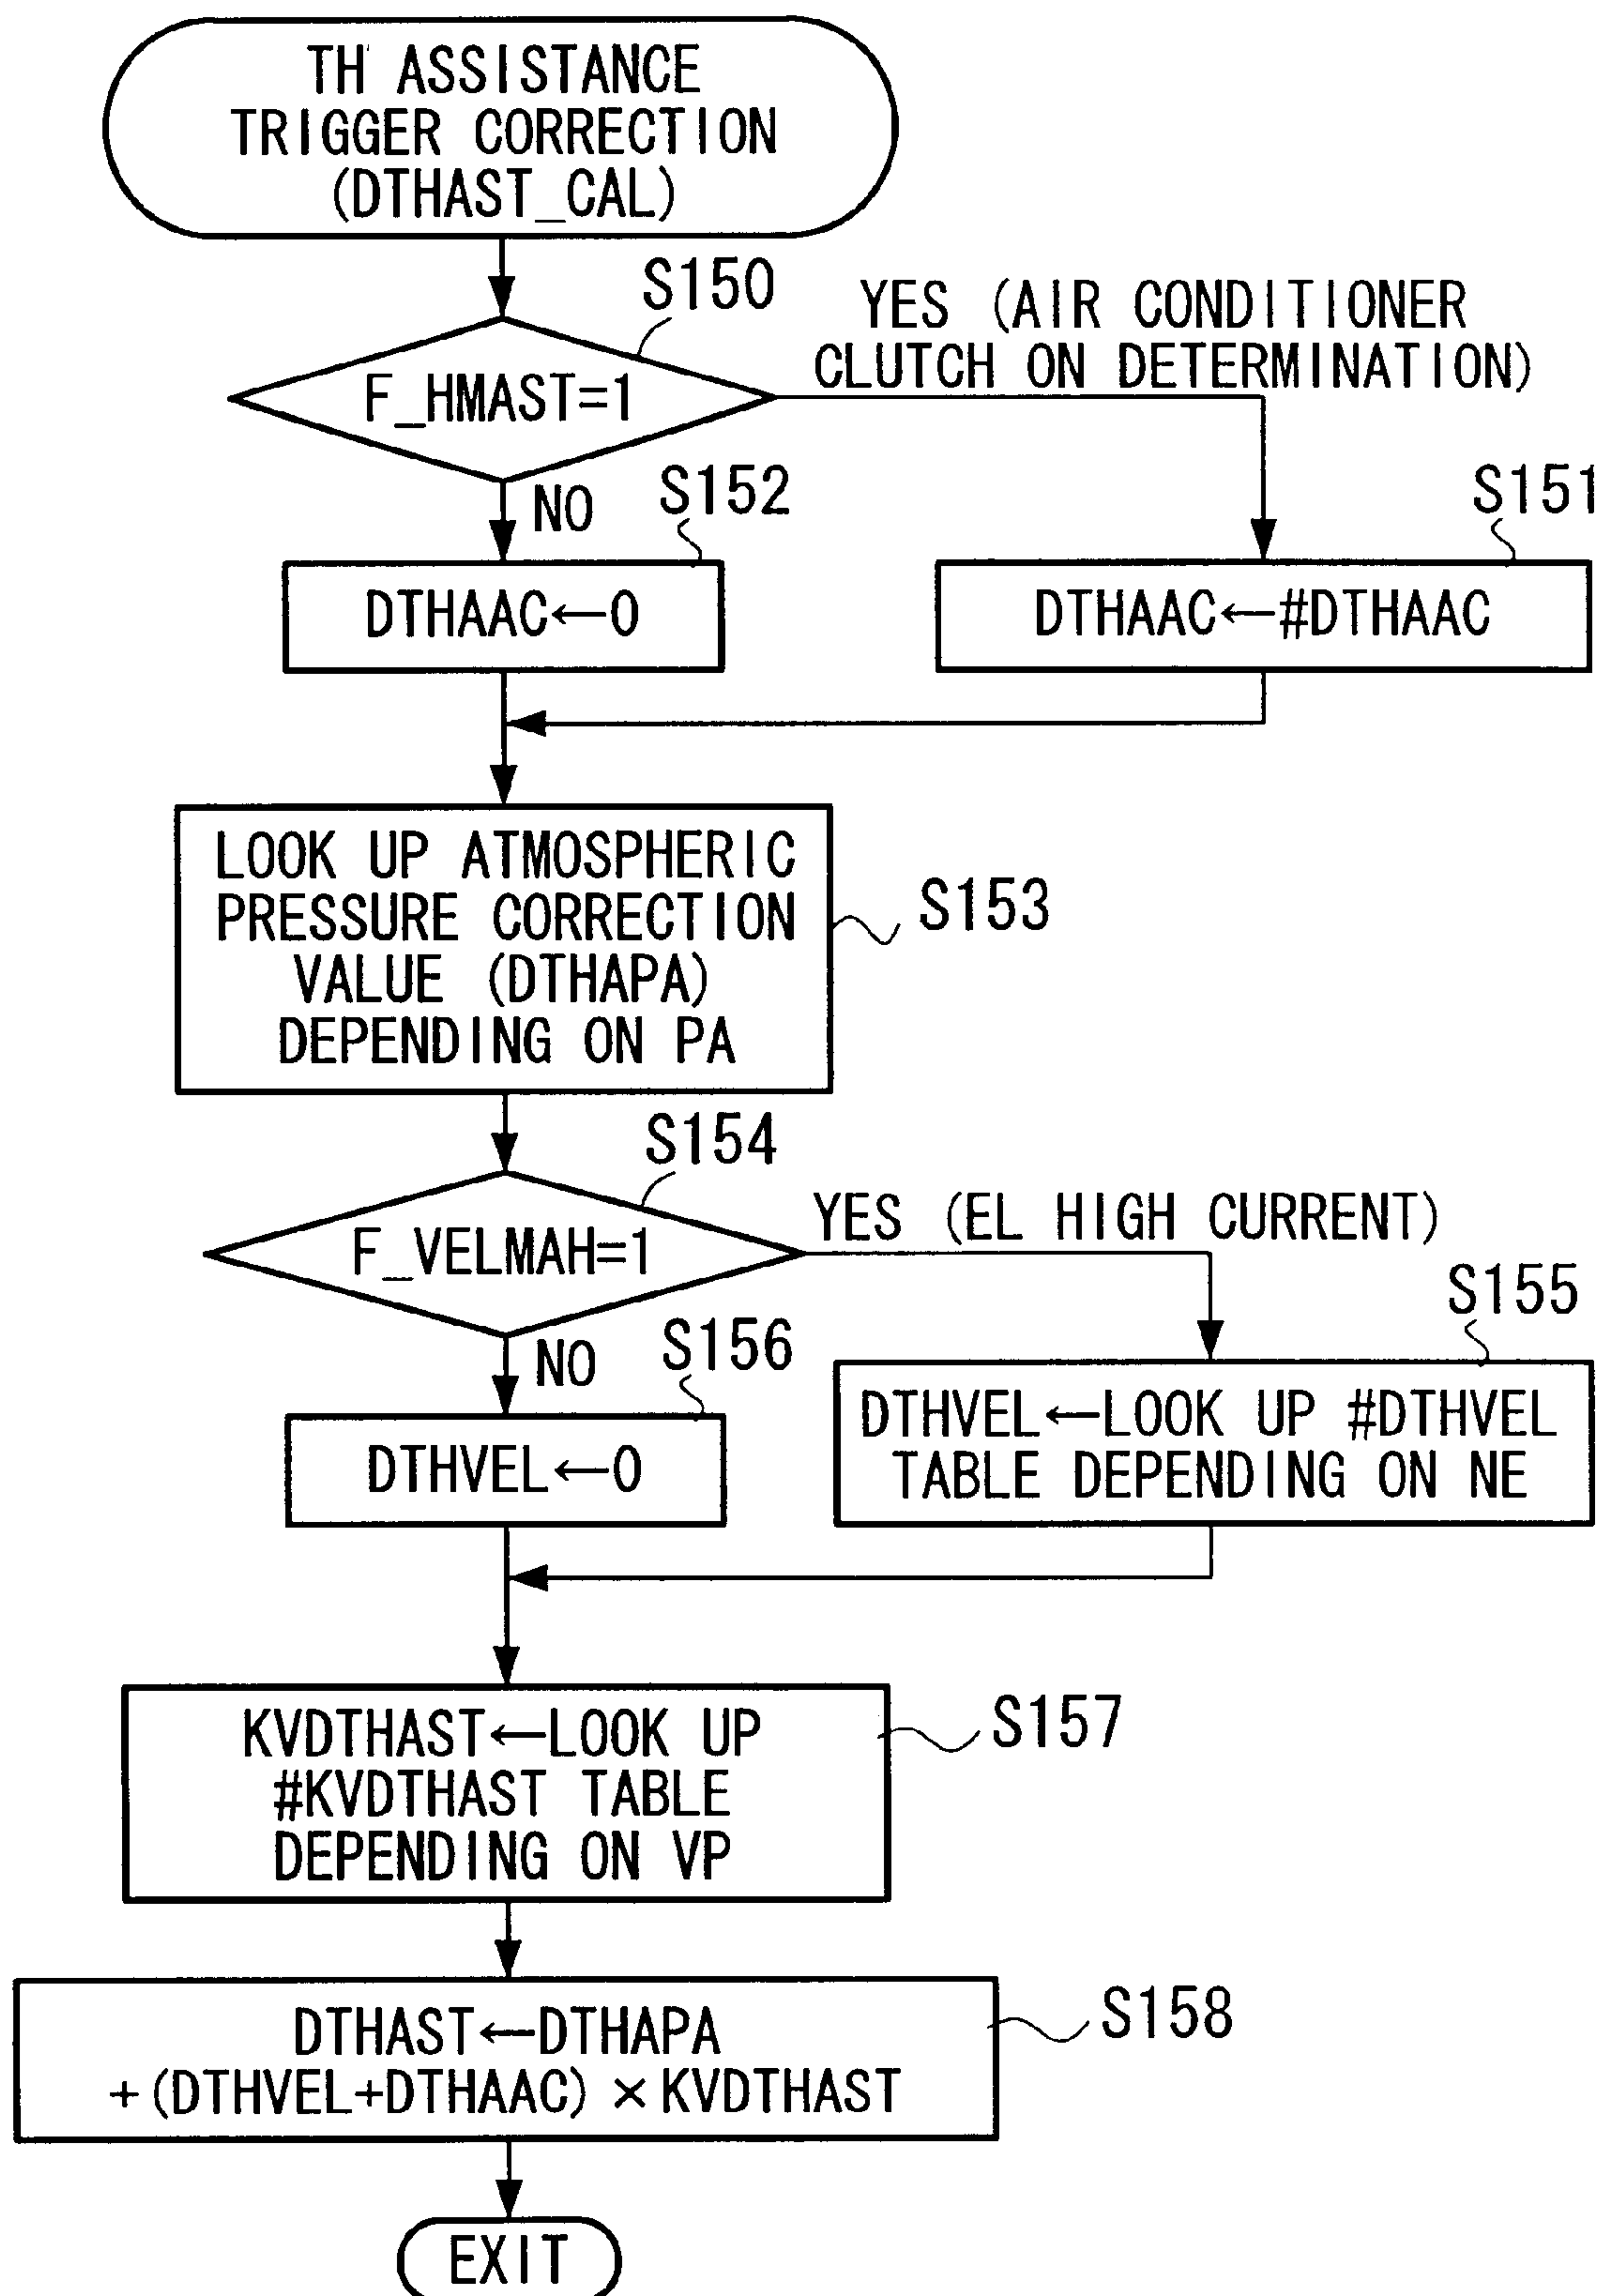 TH ASSISTANCE
TRIGGER CORRECTION
(DTHAST_CAL)
S150
YES (AIR CONDITIONER
CLUTCH ON DETERMINATION)
F_HMAST=1
S152
S151
NO
DTHAAC←0
DTHAAC←#DTHAAC
LOOK UP ATMOSPHERIC
PRESSURE CORRECTION
VALUE (DTHAPA)
DEPENDING ON PA
S153
S154
YES (EL HIGH CURRENT)
F_VELMAH=1
S155
S156
NO
DTHVEL←LOOK UP #DTHVEL
TABLE DEPENDING ON NE
DTHVEL←0
KVDTHAST←LOOK UP
#KVDTHAST TABLE
DEPENDING ON VP
S157
DTHAST←DTHAPA
+(DTHVEL+DTHAAC)×KVDTHAST
S158
EXIT